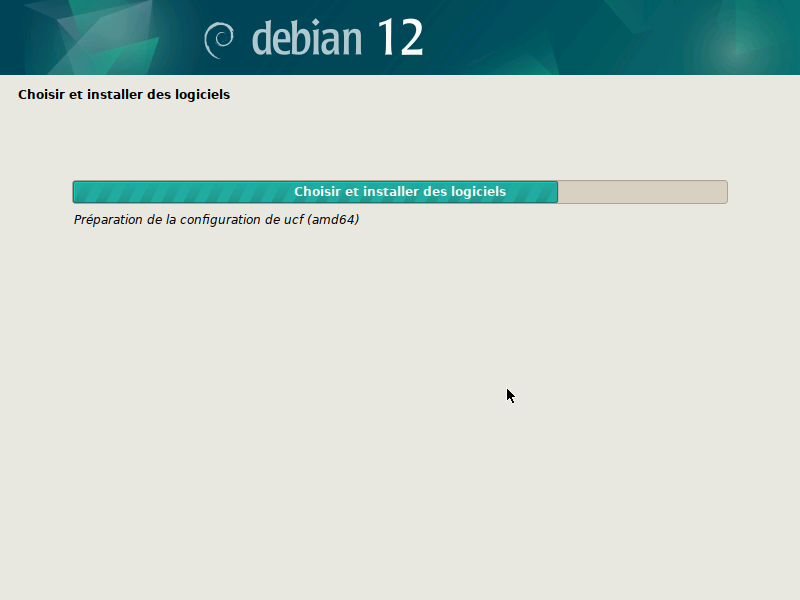 debian 12
Choisir et installer des logiciels
Choisir et installer des logiciels
Préparation de la configuration de ucf (amd64)